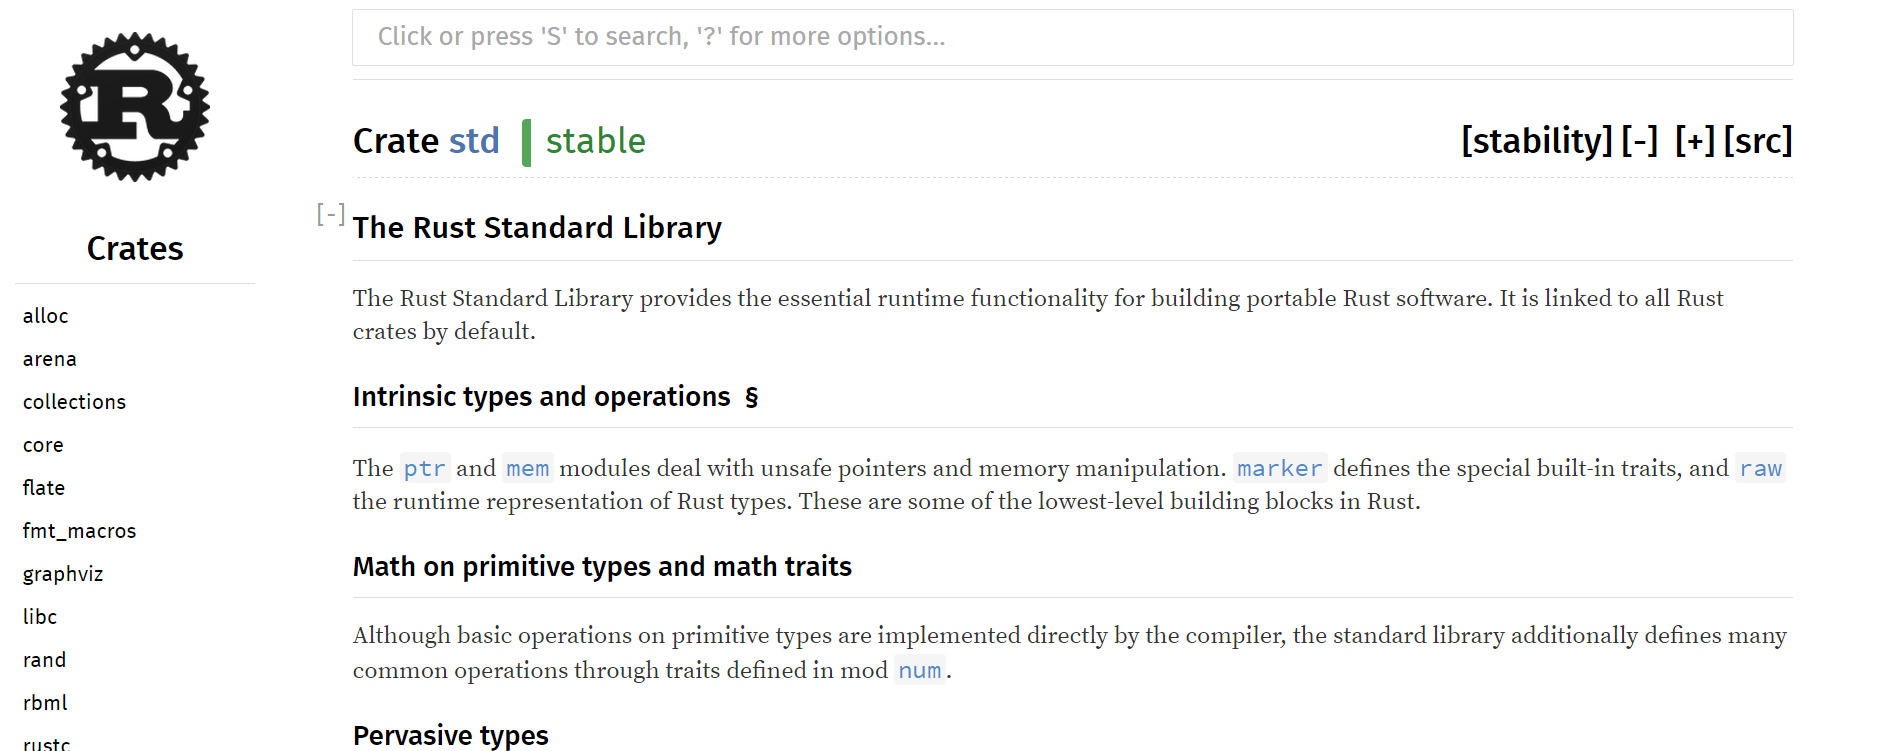 Click or press 'S' to search, '?' for more options...
R
Crates
alloc
arena
collections
core
flate
fmt_macros
graphviz
libc
rand
rbml
rustc
Crate std stable [stability] [-] [+] [src]
[-] The Rust Standard Library
The Rust Standard Library provides the essential runtime functionality for building portable Rust software. It is linked to all Rust
crates by default.
Intrinsic types and operations §
The ptr and mem modules deal with unsafe pointers and memory manipulation. marker defines the special built-in traits, and raw
the runtime representation of Rust types. These are some of the lowest-level building blocks in Rust.
Math on primitive types and math traits
Although basic operations on primitive types are implemented directly by the compiler, the standard library additionally defines many
common operations through traits defined in mod num.
Pervasive types